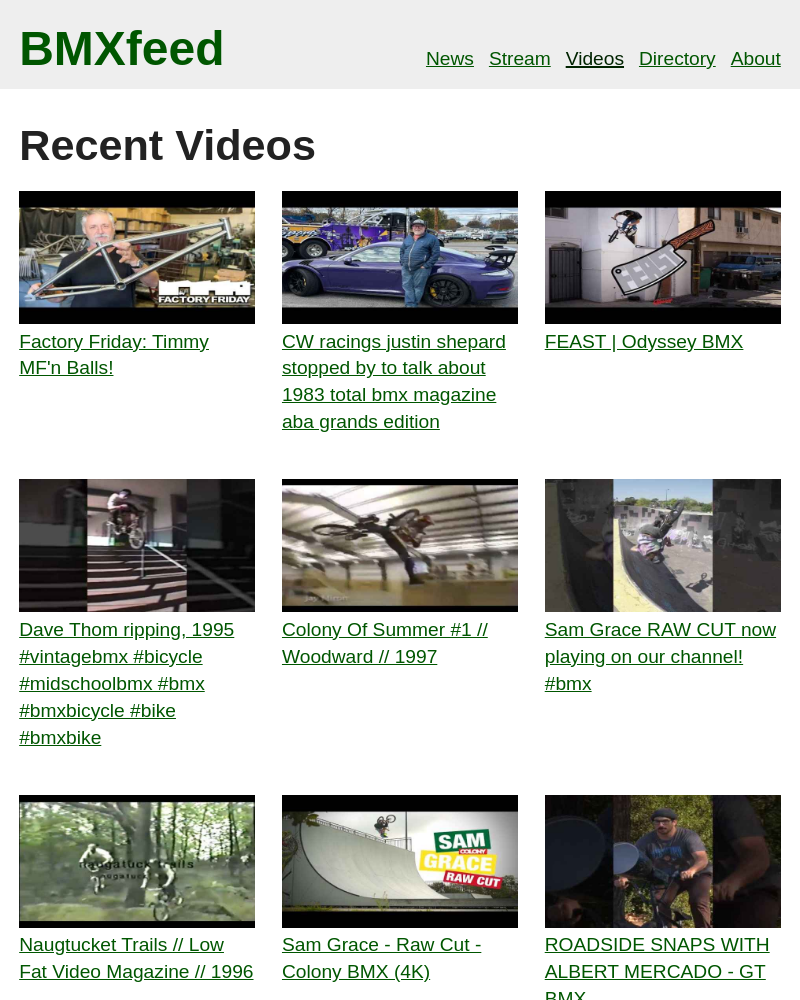 BMXfeed
News Stream Videos Directory About
Recent Videos
FACTORY FRIDAY
FEAST
Factory Friday: Timmy
MF'n Balls!
CW racings justin shepard
stopped by to talk about
1983 total bmx magazine
aba grands edition
FEAST | Odyssey BMX
Dave Thom ripping, 1995
#vintagebmx #bicycle
#midschoolbmx #bmx
#bmxbicycle #bike
#bmxbike
Colony Of Summer #1 //
Woodward // 1997
Sam Grace RAW CUT now
playing on our channel!
#bmx
naugatuck trails
SAM
COLONY
GRACE
RAW CUT
Naugtucket Trails // Low
Fat Video Magazine // 1996
Sam Grace - Raw Cut -
Colony BMX (4K)
ROADSIDE SNAPS WITH
ALBERT MERCADO - GT
BMX